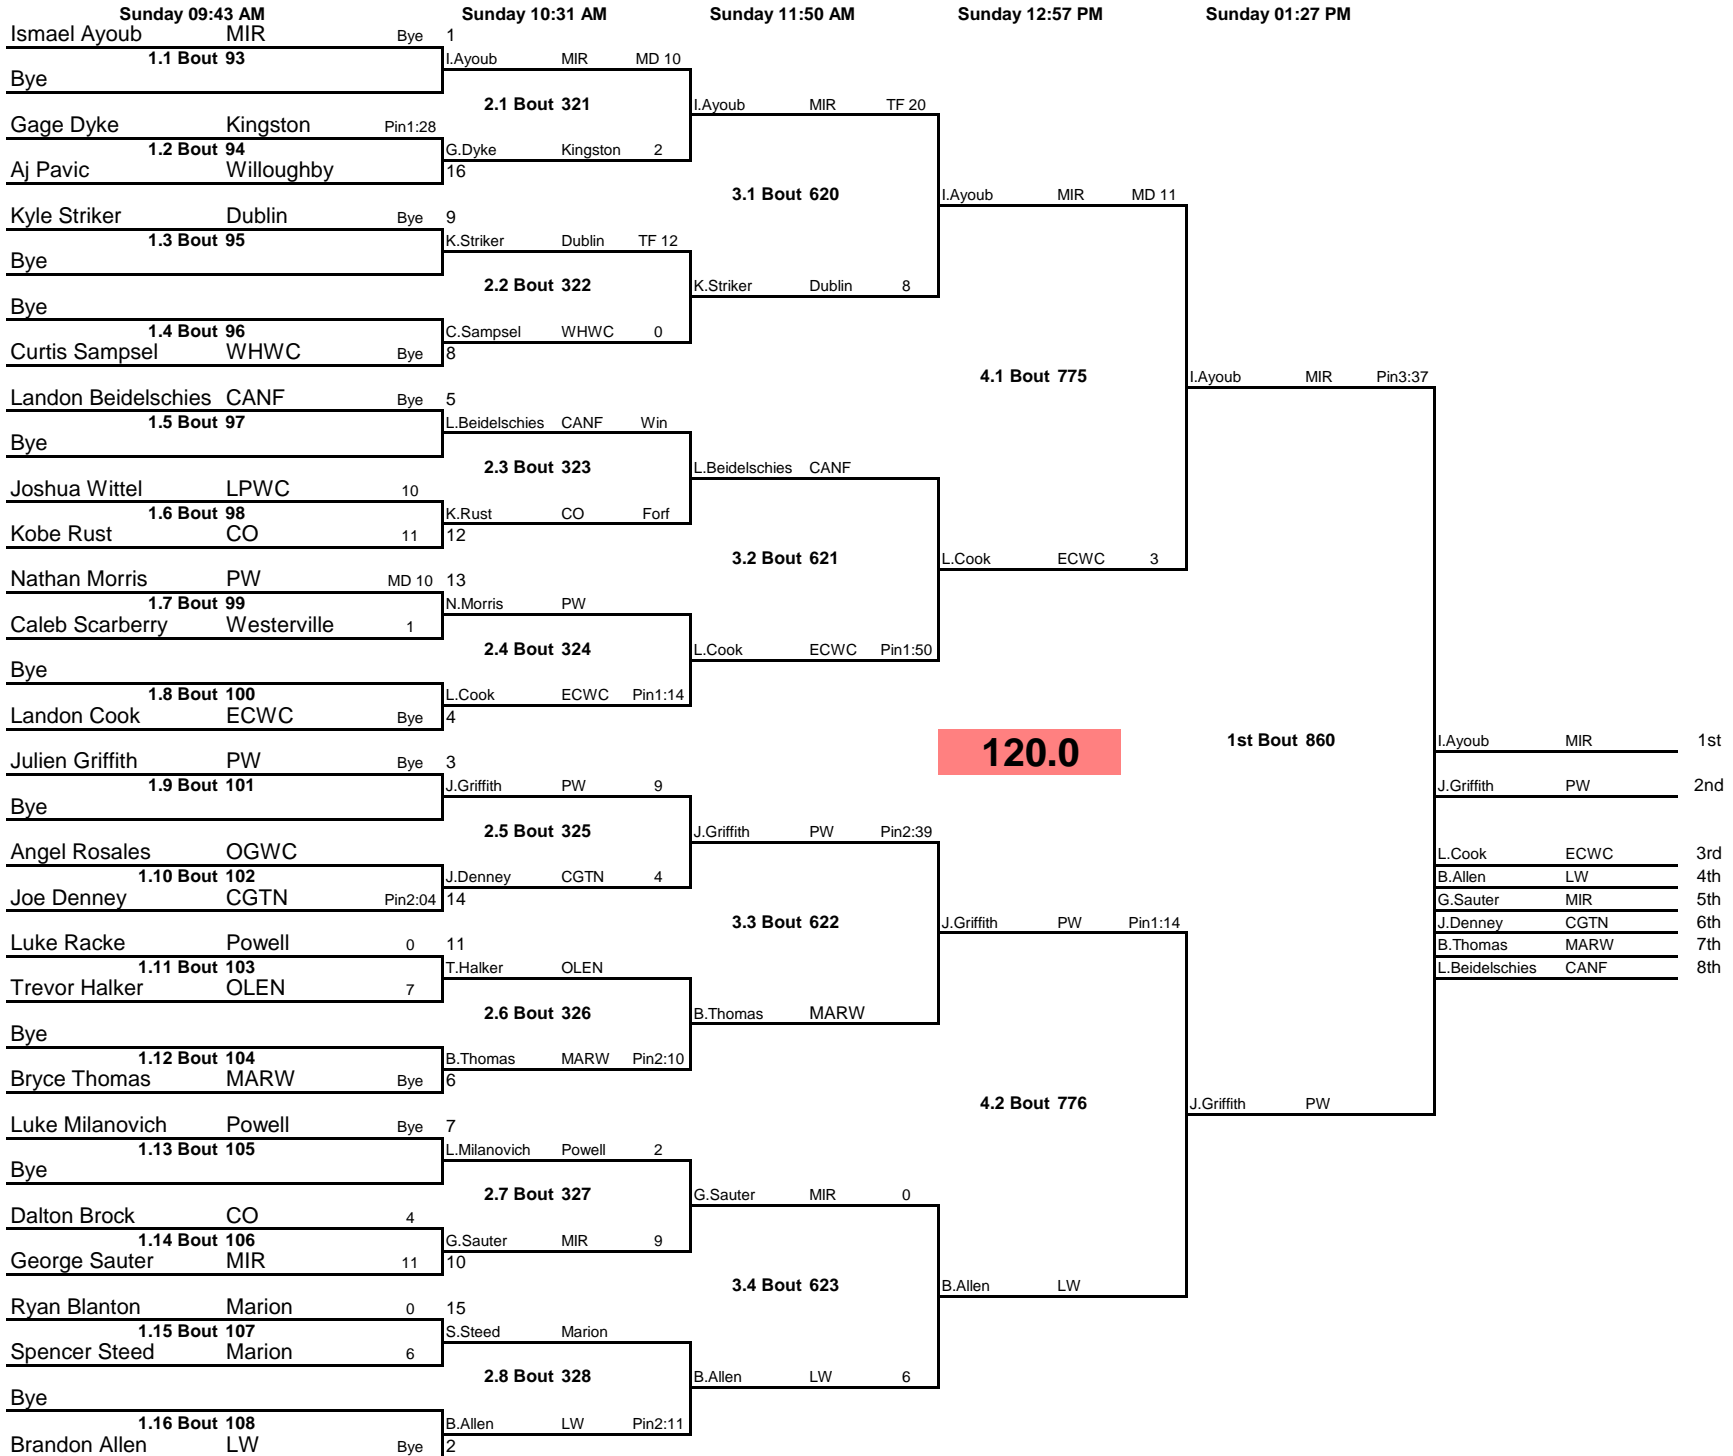 Sunday 09:43 AM Sunday 10:31 AM Sunday 11:50 AM Sunday 12:57 PM Sunday 01:27 PM
Ismael Ayoub MIR Bye 1
1.1 Bout 93 I.Ayoub MIR MD 10
Bye
2.1 Bout 321 I.Ayoub MIR TF 20
Gage Dyke Kingston Pin1:28
1.2 Bout 94 G.Dyke Kingston 2
Aj Pavic Willoughby 16
3.1 Bout 620 I.Ayoub MIR MD 11
Kyle Striker Dublin Bye 9
1.3 Bout 95 K.Striker Dublin TF 12
Bye
2.2 Bout 322 K.Striker Dublin 8
Bye
1.4 Bout 96 C.Sampsel WHWC 0
Curtis Sampsel WHWC Bye 8
4.1 Bout 775 I.Ayoub MIR Pin3:37
Landon Beidelschies CANF Bye 5
1.5 Bout 97 L.Beidelschies CANF Win
Bye
2.3 Bout 323 L.Beidelschies CANF
Joshua Wittel LPWC 10
1.6 Bout 98 K.Rust CO Forf
Kobe Rust CO 11 12
3.2 Bout 621 L.Cook ECWC 3
Nathan Morris PW MD 10 13
1.7 Bout 99 N.Morris PW
Caleb Scarberry Westerville 1
2.4 Bout 324 L.Cook ECWC Pin1:50
Bye
1.8 Bout 100 L.Cook ECWC Pin1:14
Landon Cook ECWC Bye 4
120.0 1st Bout 860 I.Ayoub MIR 1st
Julien Griffith PW Bye 3
1.9 Bout 101 J.Griffith PW 9 J.Griffith PW 2nd
Bye
2.5 Bout 325 J.Griffith PW Pin2:39
Angel Rosales OGWC L.Cook ECWC 3rd
1.10 Bout 102 J.Denney CGTN 4 B.Allen LW 4th
Joe Denney CGTN Pin2:04 14 G.Sauter MIR 5th
3.3 Bout 622 J.Griffith PW Pin1:14 J.Denney CGTN 6th
Luke Racke Powell 0 11 B.Thomas MARW 7th
1.11 Bout 103 T.Halker OLEN L.Beidelschies CANF 8th
Trevor Halker OLEN 7
2.6 Bout 326 B.Thomas MARW
Bye
1.12 Bout 104 B.Thomas MARW Pin2:10
Bryce Thomas MARW Bye 6
4.2 Bout 776 J.Griffith PW
Luke Milanovich Powell Bye 7
1.13 Bout 105 L.Milanovich Powell 2
Bye
2.7 Bout 327 G.Sauter MIR 0
Dalton Brock CO 4
1.14 Bout 106 G.Sauter MIR 9
George Sauter MIR 11 10
3.4 Bout 623 B.Allen LW
Ryan Blanton Marion 0 15
1.15 Bout 107 S.Steed Marion
Spencer Steed Marion 6
2.8 Bout 328 B.Allen LW 6
Bye
1.16 Bout 108 B.Allen LW Pin2:11
Brandon Allen LW Bye 2